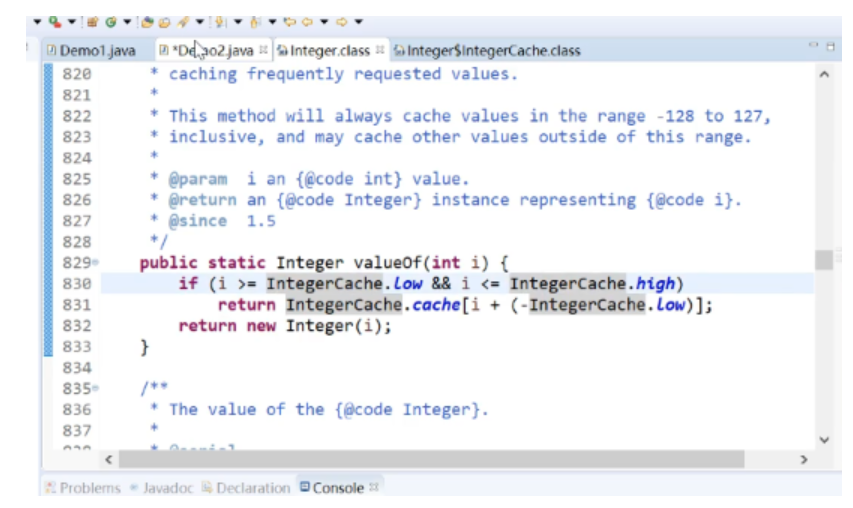 Demo1.java *Demo2.java Integer.class Integer$IntegerCache.class
820 * caching frequently requested values.
821 *
822 * This method will always cache values in the range -128 to 127,
823 * inclusive, and may cache other values outside of this range.
824 *
825 * @param i an {@code int} value.
826 * @return an {@code Integer} instance representing {@code i}.
827 * @since 1.5
828 */
829 public static Integer valueOf(int i) {
830 if (i >= IntegerCache.low && i <= IntegerCache.high)
831 return IntegerCache.cache[i + (-IntegerCache.low)];
832 return new Integer(i);
833 }
834
835 /**
836 * The value of the {@code Integer}.
837 *
Problems Javadoc Declaration Console